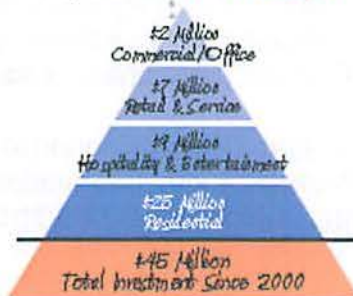 $2 Million
Commercial/Office
$7 Million
Retail & Service
$9 Million
Hospitality & Entertainment
$25 Million
Residential
$45 Million
Total Investment Since 2000